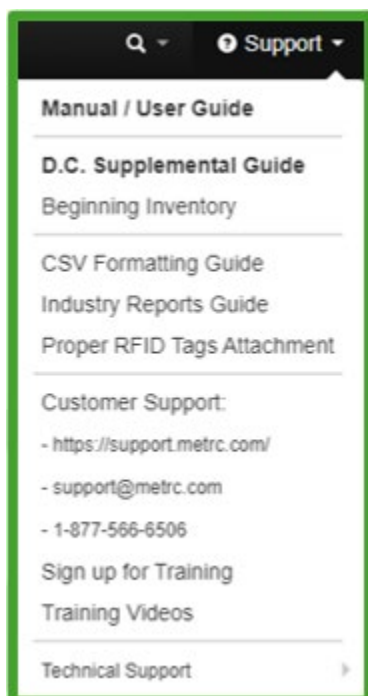 Support
Manual / User Guide
D.C. Supplemental Guide
Beginning Inventory
CSV Formatting Guide
Industry Reports Guide
Proper RFID Tags Attachment
Customer Support:
- https://support.metrc.com/
- support@metrc.com
- 1-877-566-6506
Sign up for Training
Training Videos
Technical Support